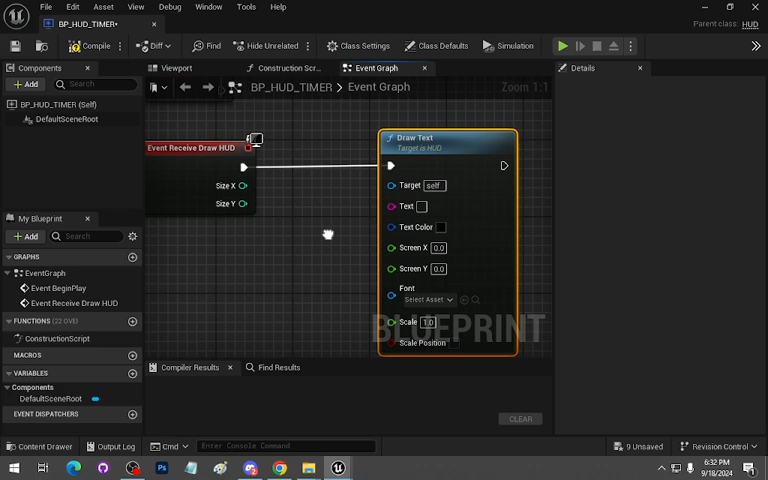 File Edit Asset View Debug Window Tools Help
BP_HUD_TIMER•
Parent class: HUD
Compile Diff Find Hide Unrelated Class Settings Class Defaults Simulation
Components
Viewport Construction Scr... Event Graph
Details
Add Search
BP_HUD_TIMER > Event Graph
Zoom 1:1
BP_HUD_TIMER (Self)
DefaultSceneRoot
Event Receive Draw HUD
Size X
Size Y
Draw Text
Target is HUD
Target self
Text
Text Color
Screen X 0.0
Screen Y 0.0
Font
Select Asset
Scale 1.0
Scale Position
BLUEPRINT
My Blueprint
Add Search
GRAPHS
EventGraph
Event BeginPlay
Event Receive Draw HUD
FUNCTIONS (22 OVE)
ConstructionScript
MACROS
VARIABLES
Components
DefaultSceneRoot
EVENT DISPATCHERS
Compiler Results Find Results
CLEAR
Content Drawer Output Log Cmd Enter Console Command 9 Unsaved Revision Control
6:32 PM
9/18/2024